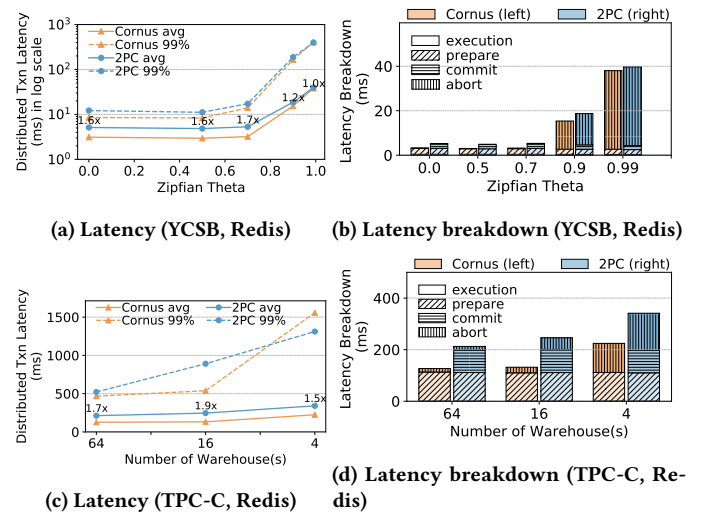 Distributed Txn Latency
(ms) in log scale
10³
10²
10¹
10⁰
Cornus avg
Cornus 99%
2PC avg
2PC 99%
1.6x
1.6x
1.7x
1.2x
1.0x
0.0
0.2
0.4
0.6
0.8
1.0
Zipfian Theta
(a) Latency (YCSB, Redis)
Cornus (left)
2PC (right)
Latency Breakdown
(ms)
40
20
0
execution
prepare
commit
abort
0.0
0.5
0.7
0.9
0.99
Zipfian Theta
(b) Latency breakdown (YCSB, Redis)
Distributed Txn Latency
(ms)
1500
1000
500
0
Cornus avg
Cornus 99%
2PC avg
2PC 99%
1.7x
1.9x
1.5x
64
16
4
Number of Warehouse(s)
(c) Latency (TPC-C, Redis)
Cornus (left)
2PC (right)
Latency Breakdown
(ms)
400
200
0
execution
prepare
commit
abort
64
16
4
Number of Warehouse(s)
(d) Latency breakdown (TPC-C, Re-
dis)